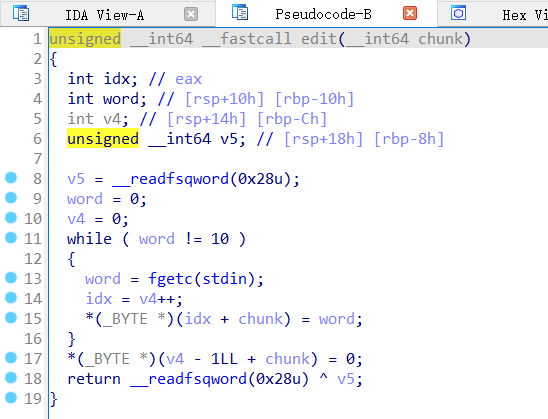 IDA View-A Pseudocode-B Hex Vi
1 unsigned __int64 __fastcall edit(__int64 chunk)
2 {
3 int idx; // eax
4 int word; // [rsp+10h] [rbp-10h]
5 int v4; // [rsp+14h] [rbp-Ch]
6 unsigned __int64 v5; // [rsp+18h] [rbp-8h]
7
8 v5 = __readfsqword(0x28u);
9 word = 0;
10 v4 = 0;
11 while ( word != 10 )
12 {
13 word = fgetc(stdin);
14 idx = v4++;
15 *(_BYTE *)(idx + chunk) = word;
16 }
17 *(_BYTE *)(v4 - 1LL + chunk) = 0;
18 return __readfsqword(0x28u) ^ v5;
19 }